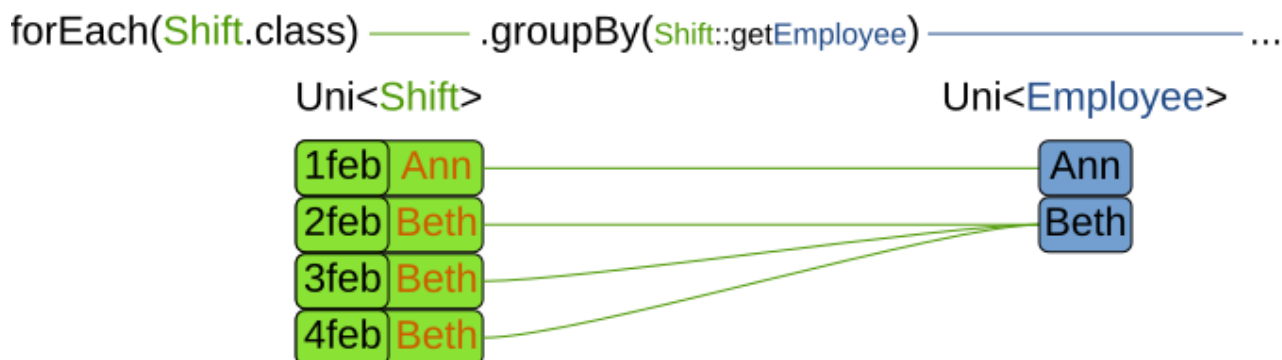 forEach(Shift.class) .groupBy(Shift::getEmployee) ...
Uni<Shift> Uni<Employee>
1feb Ann Ann
2feb Beth Beth
3feb Beth
4feb Beth